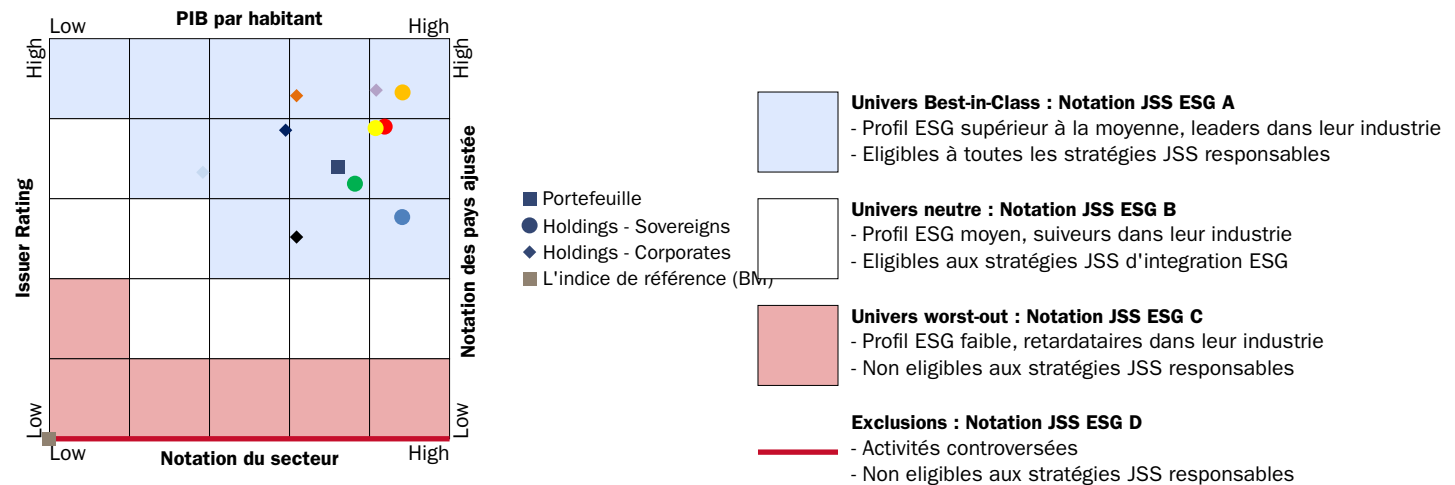 PIB par habitant
Low
High
High
High
Issuer Rating
Notation des pays ajustée
Low
Low
Low
High
Notation du secteur
Portefeuille
Holdings - Sovereigns
Holdings - Corporates
L'indice de référence (BM)
Univers Best-in-Class : Notation JSS ESG A
- Profil ESG supérieur à la moyenne, leaders dans leur industrie
- Eligibles à toutes les stratégies JSS responsables
Univers neutre : Notation JSS ESG B
- Profil ESG moyen, suiveurs dans leur industrie
- Eligibles aux stratégies JSS d'integration ESG
Univers worst-out : Notation JSS ESG C
- Profil ESG faible, retardataires dans leur industrie
- Non eligibles aux stratégies JSS responsables
Exclusions : Notation JSS ESG D
- Activités controversées
- Non eligibles aux stratégies JSS responsables